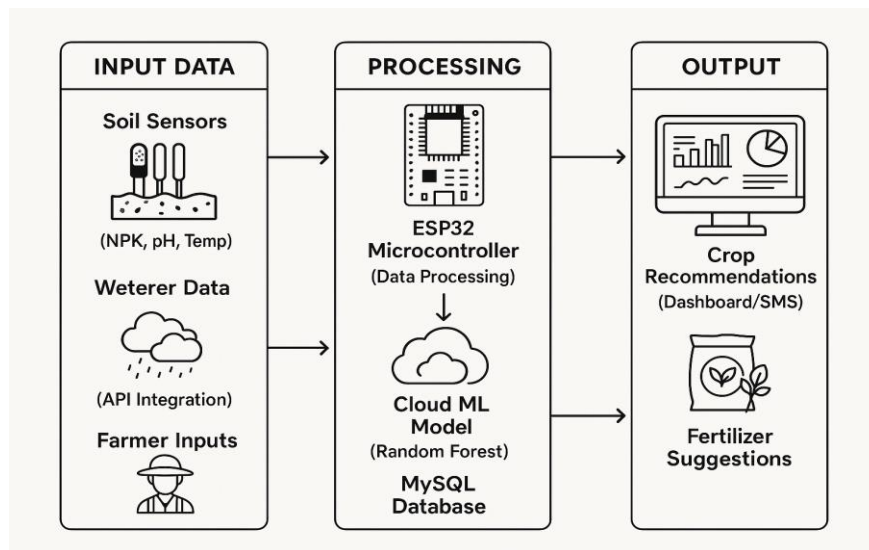 INPUT DATA
Soil Sensors
(NPK, pH, Temp)
Weterer Data
(API Integration)
Farmer Inputs
PROCESSING
ESP32
Microcontroller
(Data Processing)
Cloud ML
Model
(Random Forest)
MySQL
Database
OUTPUT
Crop
Recommendations
(Dashboard/SMS)
Fertilizer
Suggestions